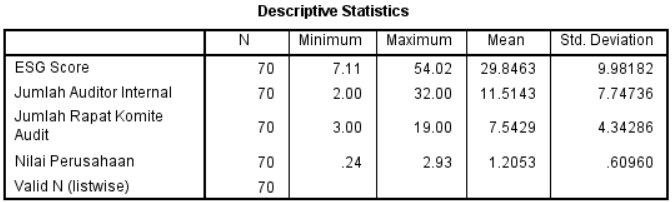 Descriptive Statistics
N Minimum Maximum Mean Std. Deviation
ESG Score 70 7.11 54.02 29.8463 9.98182
Jumlah Auditor Internal 70 2.00 32.00 11.5143 7.74736
Jumlah Rapat Komite
Audit 70 3.00 19.00 7.5429 4.34286
Nilai Perusahaan 70 .24 2.93 1.2053 .60960
Valid N (listwise) 70